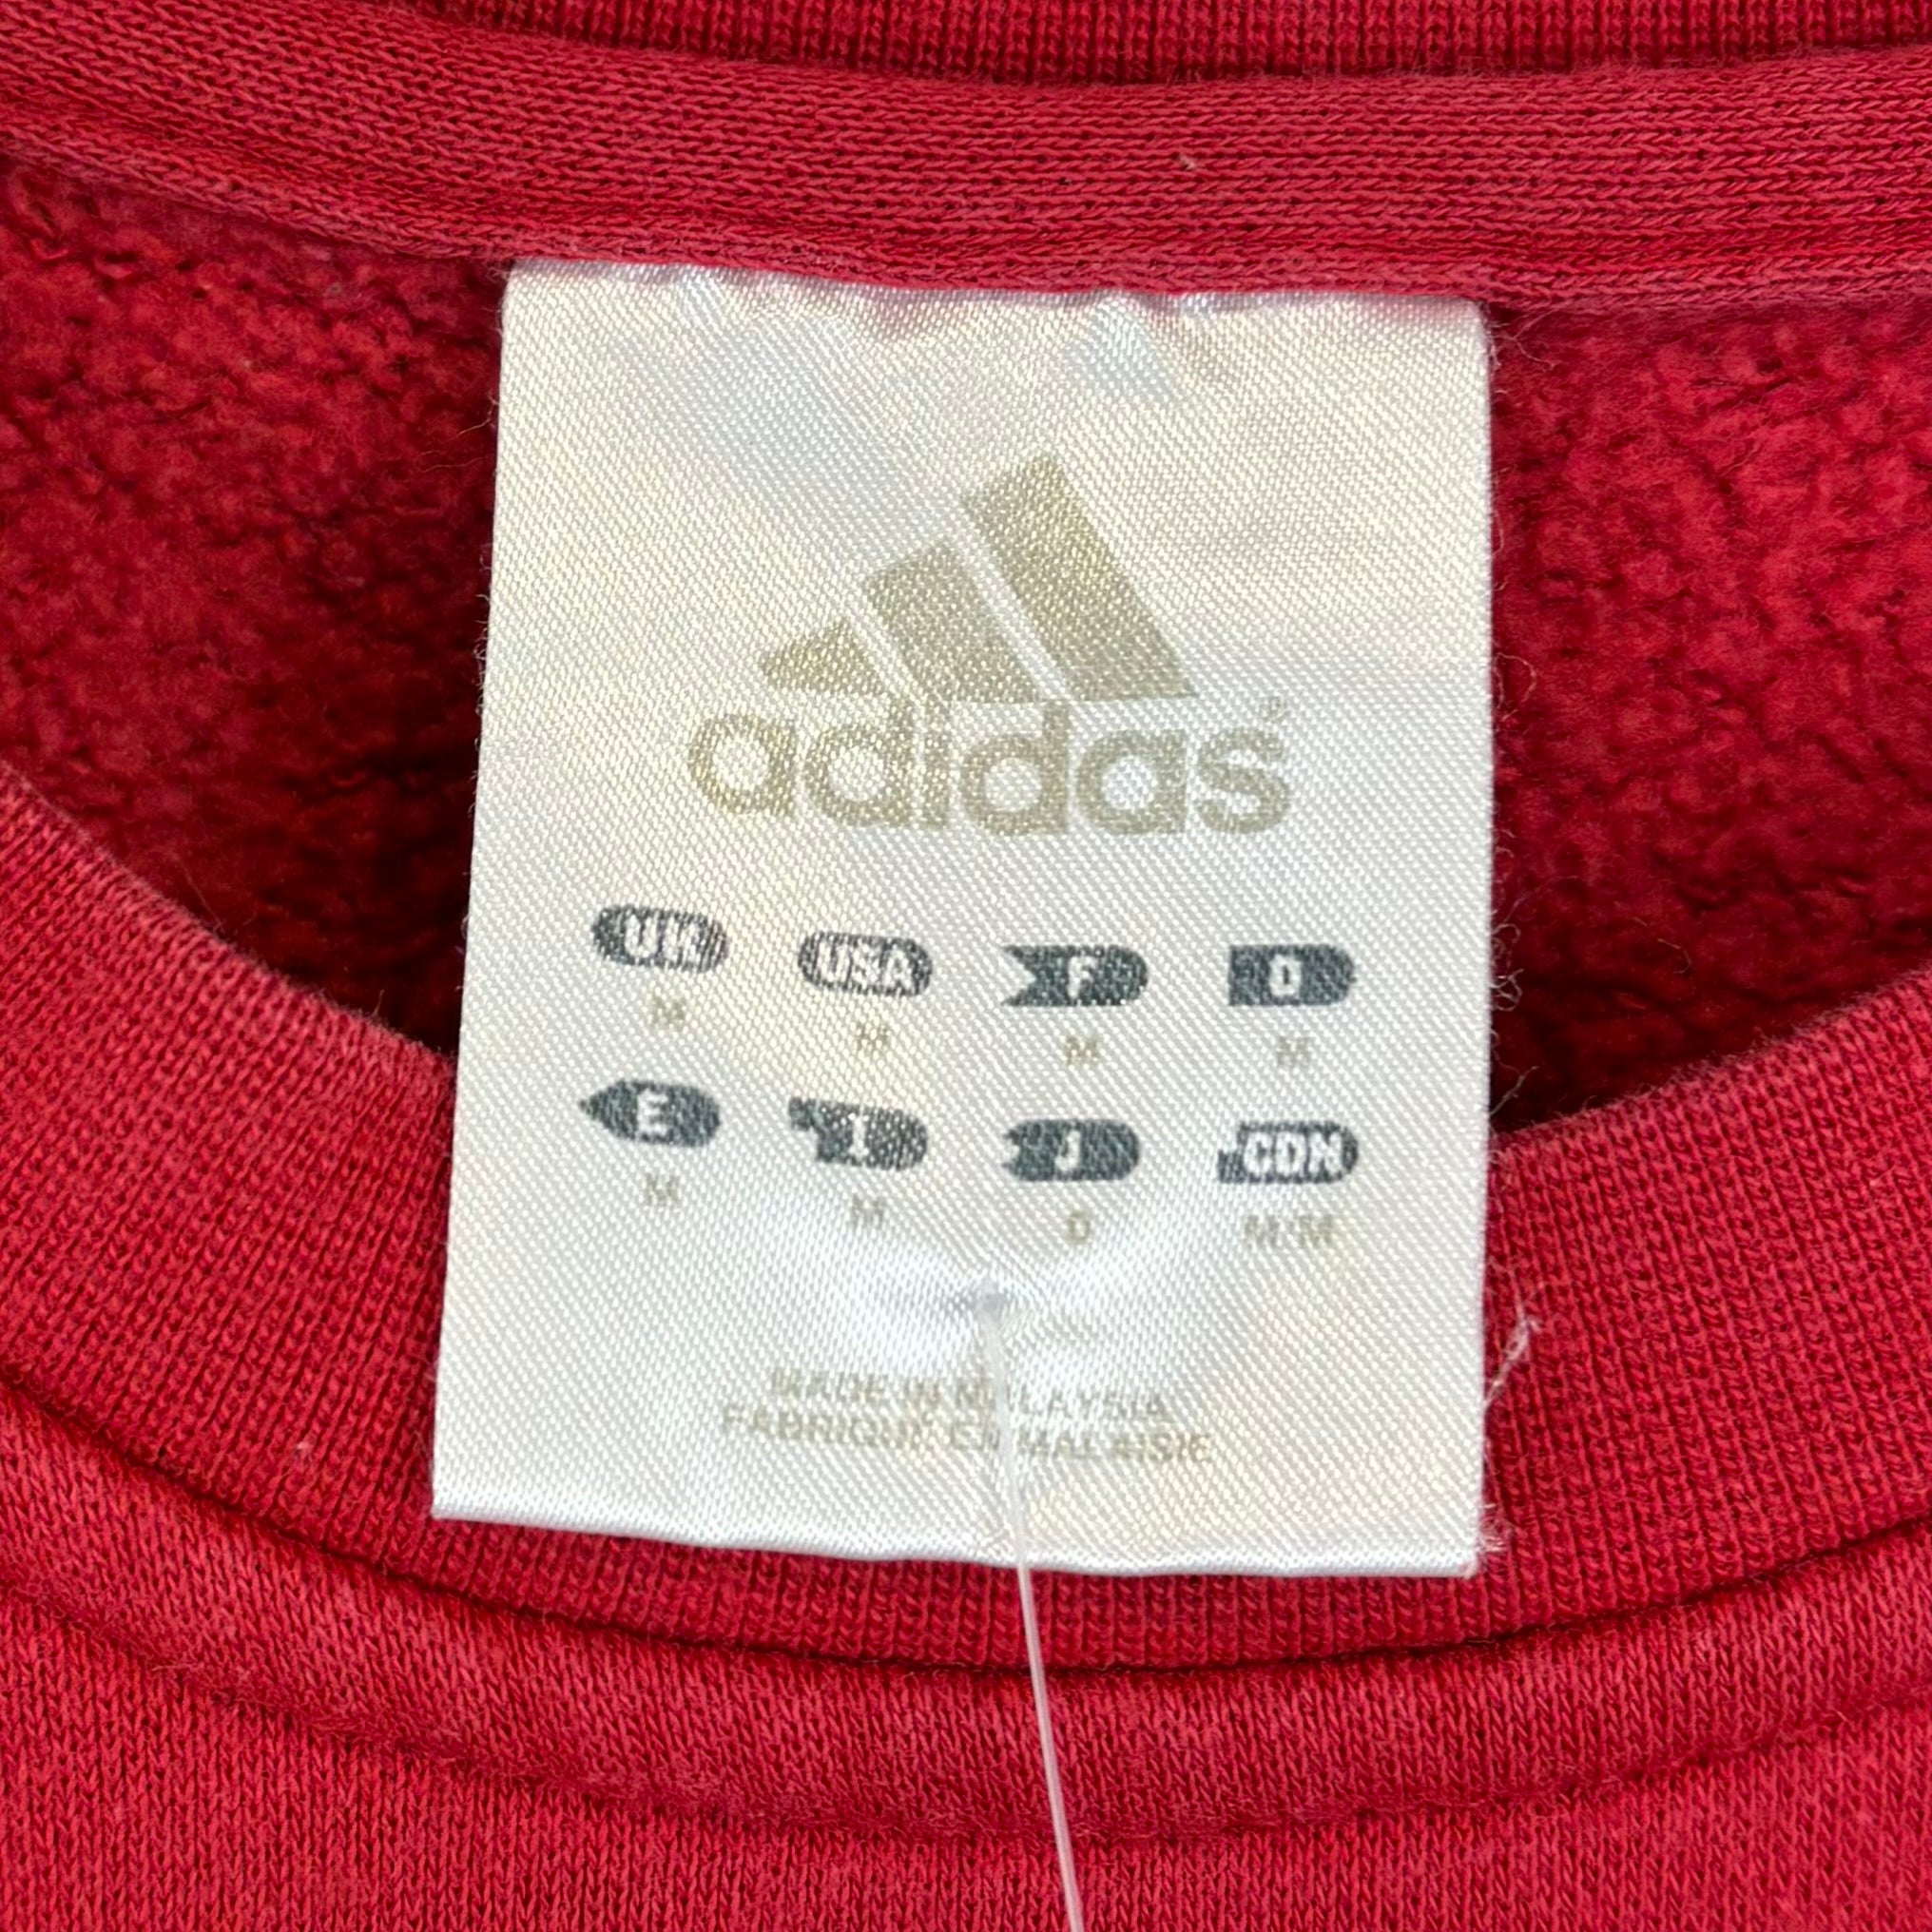 adidas
UK USA F D
M M M M
E I J CDN
M M O M/M
MADE IN MALAYSIA
FABRIQUE EN MALAISIE